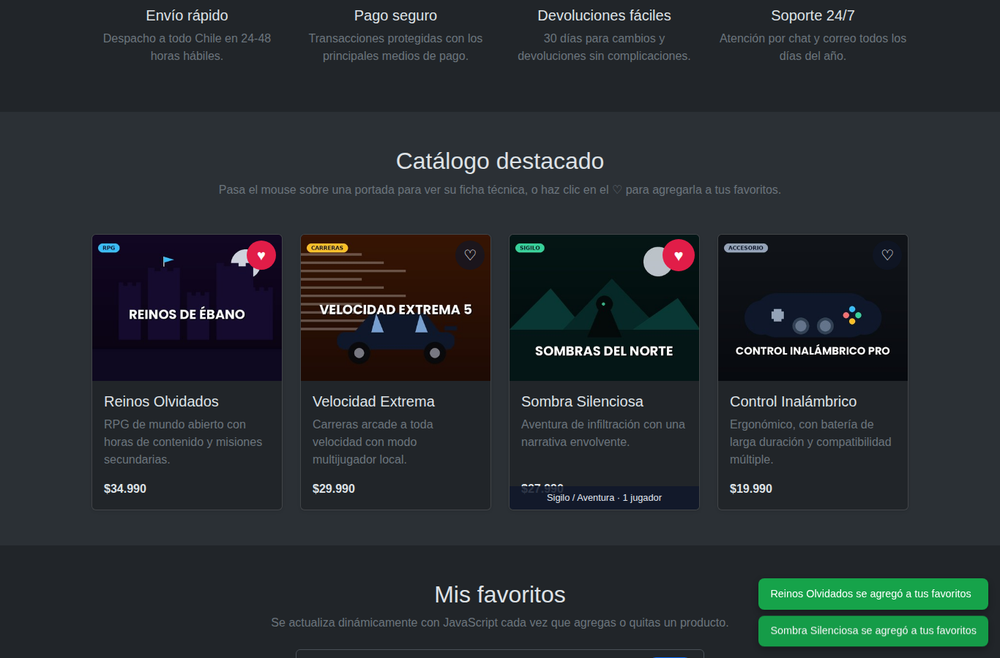 Envío rápido
Despacho a todo Chile en 24-48
horas hábiles.
Pago seguro
Transacciones protegidas con los
principales medios de pago.
Devoluciones fáciles
30 días para cambios y
devoluciones sin complicaciones.
Soporte 24/7
Atención por chat y correo todos los
días del año.
Catálogo destacado
Pasa el mouse sobre una portada para ver su ficha técnica, o haz clic en el ♡ para agregarla a tus favoritos.
RPG
REINOS DE ÉBANO
Reinos Olvidados
RPG de mundo abierto con
horas de contenido y misiones
secundarias.
$34.990
CARRERAS
VELOCIDAD EXTREMA 5
Velocidad Extrema
Carreras arcade a toda
velocidad con modo
multijugador local.
$29.990
SIGILO
SOMBRAS DEL NORTE
Sombra Silenciosa
Aventura de infiltración con una
narrativa envolvente.
$27.990
Sigilo / Aventura · 1 jugador
ACCESORIO
CONTROL INALÁMBRICO PRO
Control Inalámbrico
Ergonómico, con batería de
larga duración y compatibilidad
múltiple.
$19.990
Mis favoritos
Se actualiza dinámicamente con JavaScript cada vez que agregas o quitas un producto.
Reinos Olvidados se agregó a tus favoritos
Sombra Silenciosa se agregó a tus favoritos